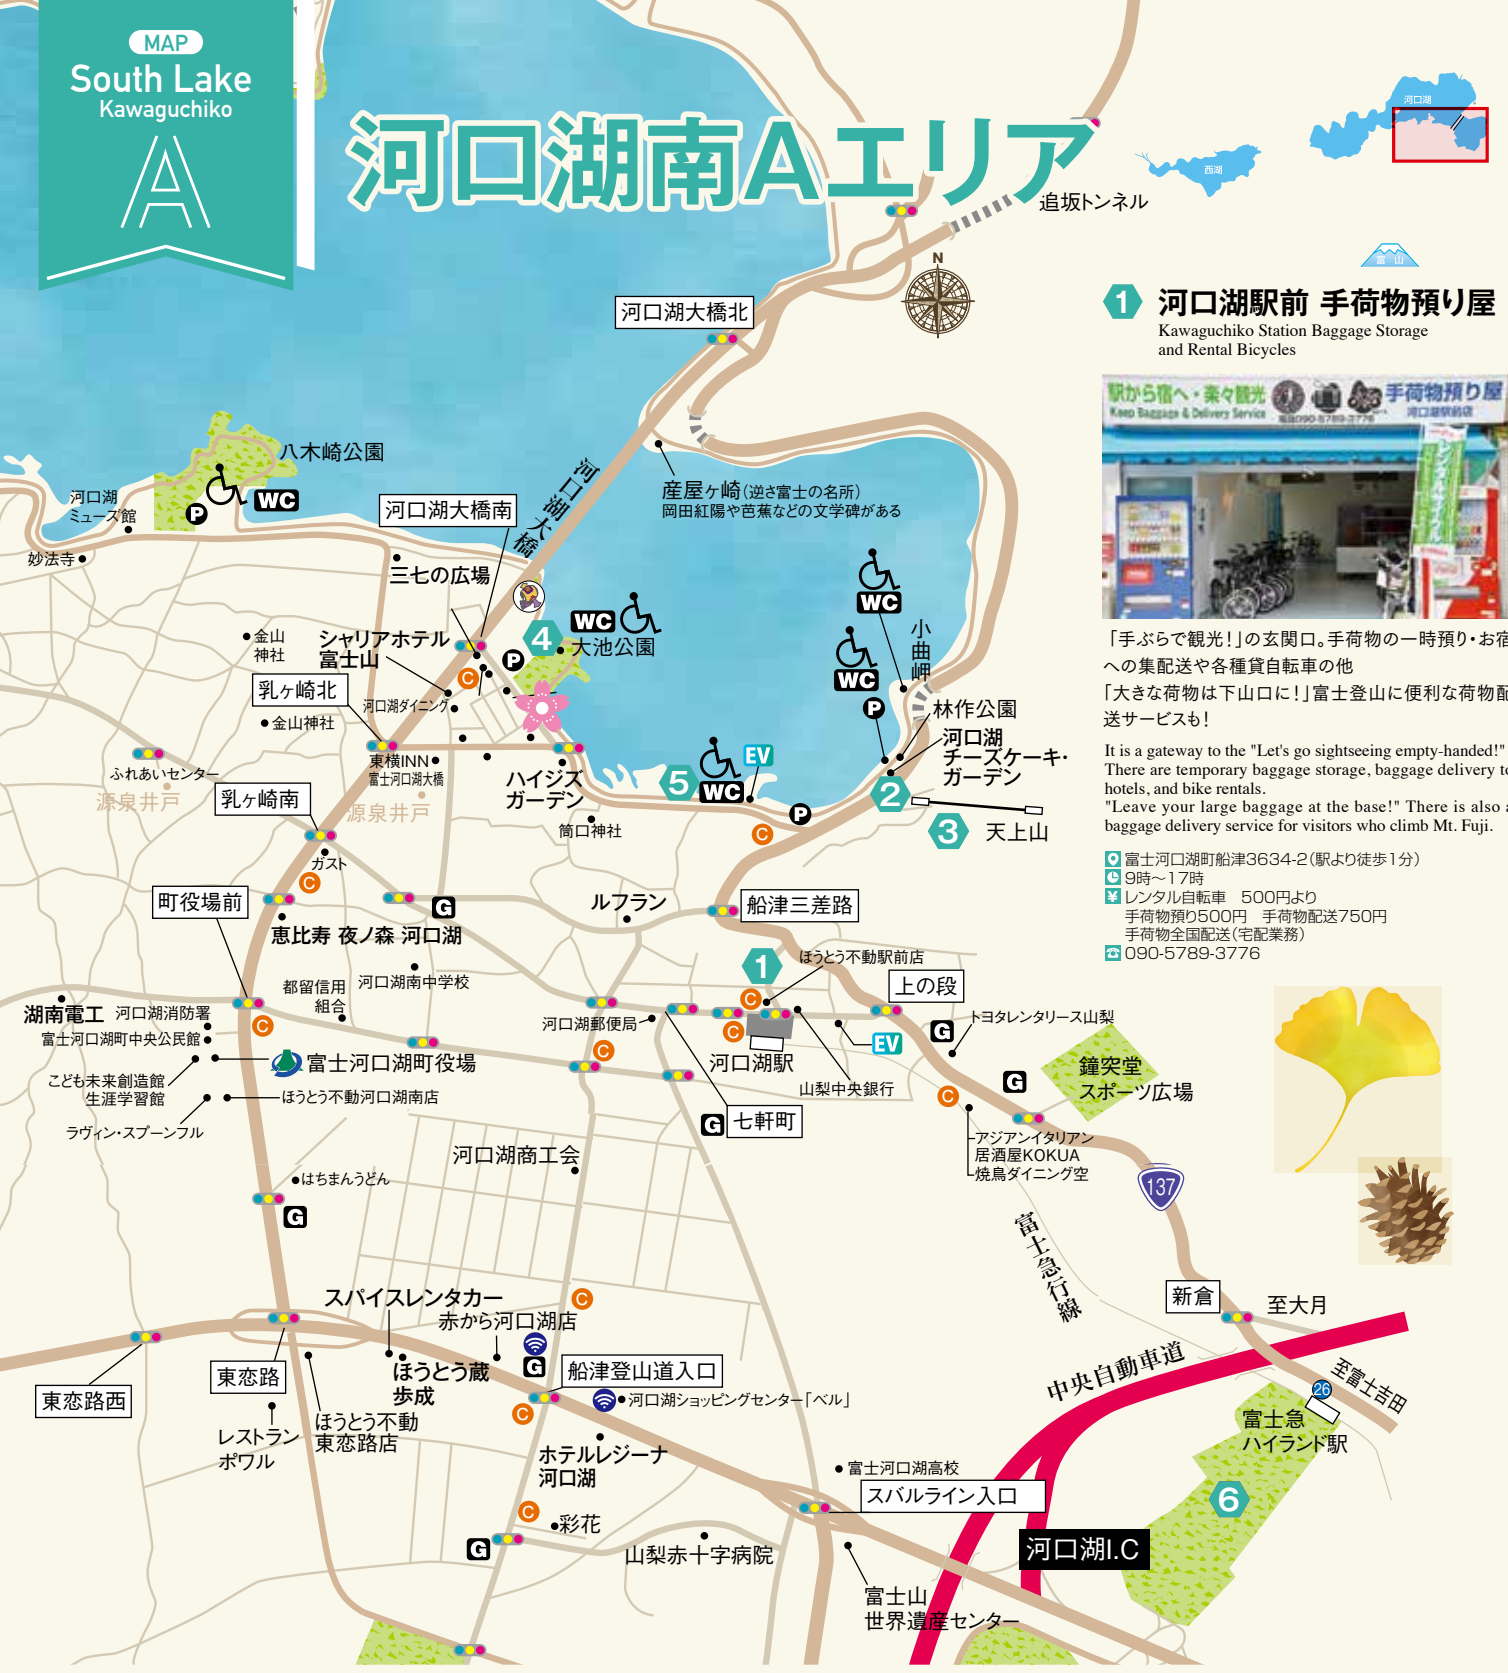 MAP
South Lake
Kawaguchiko
A
河口湖南Aエリア
追坂トンネル
河口湖
西湖
富 山
N
1 河口湖駅前 手荷物預り屋
Kawaguchiko Station Baggage Storage
and Rental Bicycles
駅から宿へ・楽々観光
手荷物預り屋
Keep Baggage & Delivery Service
河口湖駅前店
「手ぶらで観光！」の玄関口。手荷物の一時預り・お宿
への集配送や各種貸自転車の他
「大きな荷物は下山口に！」富士登山に便利な荷物配
送サービスも！
It is a gateway to the "Let's go sightseeing empty-handed!"
There are temporary baggage storage, baggage delivery to
hotels, and bike rentals.
"Leave your large baggage at the base!" There is also a
baggage delivery service for visitors who climb Mt. Fuji.
富士河口湖町船津3634-2（駅より徒歩1分）
9時〜17時
¥ レンタル自転車 500円より
手荷物預り500円 手荷物配送750円
手荷物全国配送（宅配業務）
090-5789-3776
河口湖大橋北
八木崎公園
河口湖
ミューズ館
P
WC
妙法寺
河口湖大橋南
河口湖大橋
産屋ヶ崎（逆さ富士の名所）
岡田紅陽や芭蕉などの文学碑がある
三七の広場
WC
4
大池公園
P
WC
WC
P
小曲岬
林作公園
河口湖
チーズケーキ・
ガーデン
金山
神社
シャリアホテル
富士山
C
乳ヶ崎北
河口湖ダイニング
金山神社
東横INN
富士河口湖大橋
ふれあいセンター
源泉井戸
乳ヶ崎南
源泉井戸
ハイジズ
ガーデン
筒口神社
5
WC
EV
P
C
2
3
天上山
ガスト
C
町役場前
G
恵比寿 夜ノ森 河口湖
ルフラン
船津三差路
1
ほうとう不動駅前店
上の段
都留信用
組合
河口湖南中学校
湖南電工
河口湖消防署
富士河口湖町中央公民館
C
こども未来創造館
生涯学習館
富士河口湖町役場
ほうとう不動河口湖南店
ラヴィン・スプーンフル
河口湖郵便局
C
C
C
河口湖駅
EV
山梨中央銀行
トヨタレンタリース山梨
G
G
C
鐘突堂
スポーツ広場
G
七軒町
アジアンイタリアン
居酒屋KOKUA
焼鳥ダイニング空
河口湖商工会
はちまんうどん
G
137
富士急行線
新倉
至大月
中央自動車道
至富士吉田
26
富士急
ハイランド駅
スパイスレンタカー
赤から河口湖店
C
G
東恋路西
東恋路
ほうとう蔵
歩成
船津登山道入口
河口湖ショッピングセンター「ベル」
C
レストラン
ポワル
ほうとう不動
東恋路店
ホテルレジーナ
河口湖
富士河口湖高校
スバルライン入口
6
C
彩花
G
山梨赤十字病院
河口湖I.C
富士山
世界遺産センター